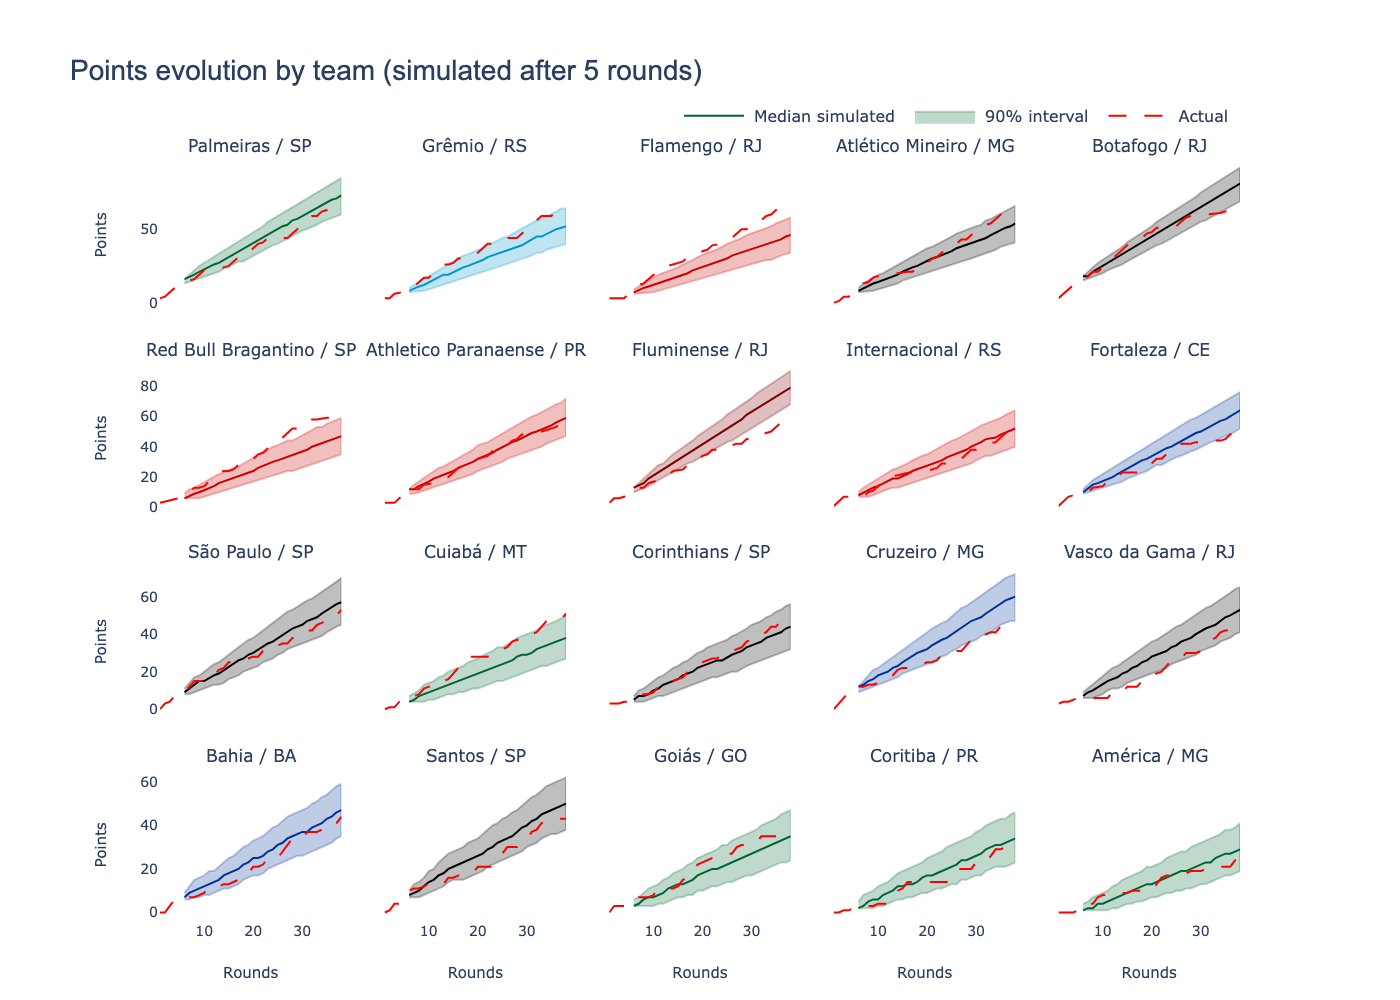 Points evolution by team (simulated after 5 rounds)
Median simulated 90% interval Actual
Palmeiras / SP Grêmio / RS Flamengo / RJ Atlético Mineiro / MG Botafogo / RJ
Points
50
0
Red Bull Bragantino / SP Athletico Paranaense / PR Fluminense / RJ Internacional / RS Fortaleza / CE
Points
80
60
40
20
0
São Paulo / SP Cuiabá / MT Corinthians / SP Cruzeiro / MG Vasco da Gama / RJ
Points
60
40
20
0
Bahia / BA Santos / SP Goiás / GO Coritiba / PR América / MG
Points
60
40
20
0
10 20 30 10 20 30 10 20 30 10 20 30 10 20 30
Rounds Rounds Rounds Rounds Rounds